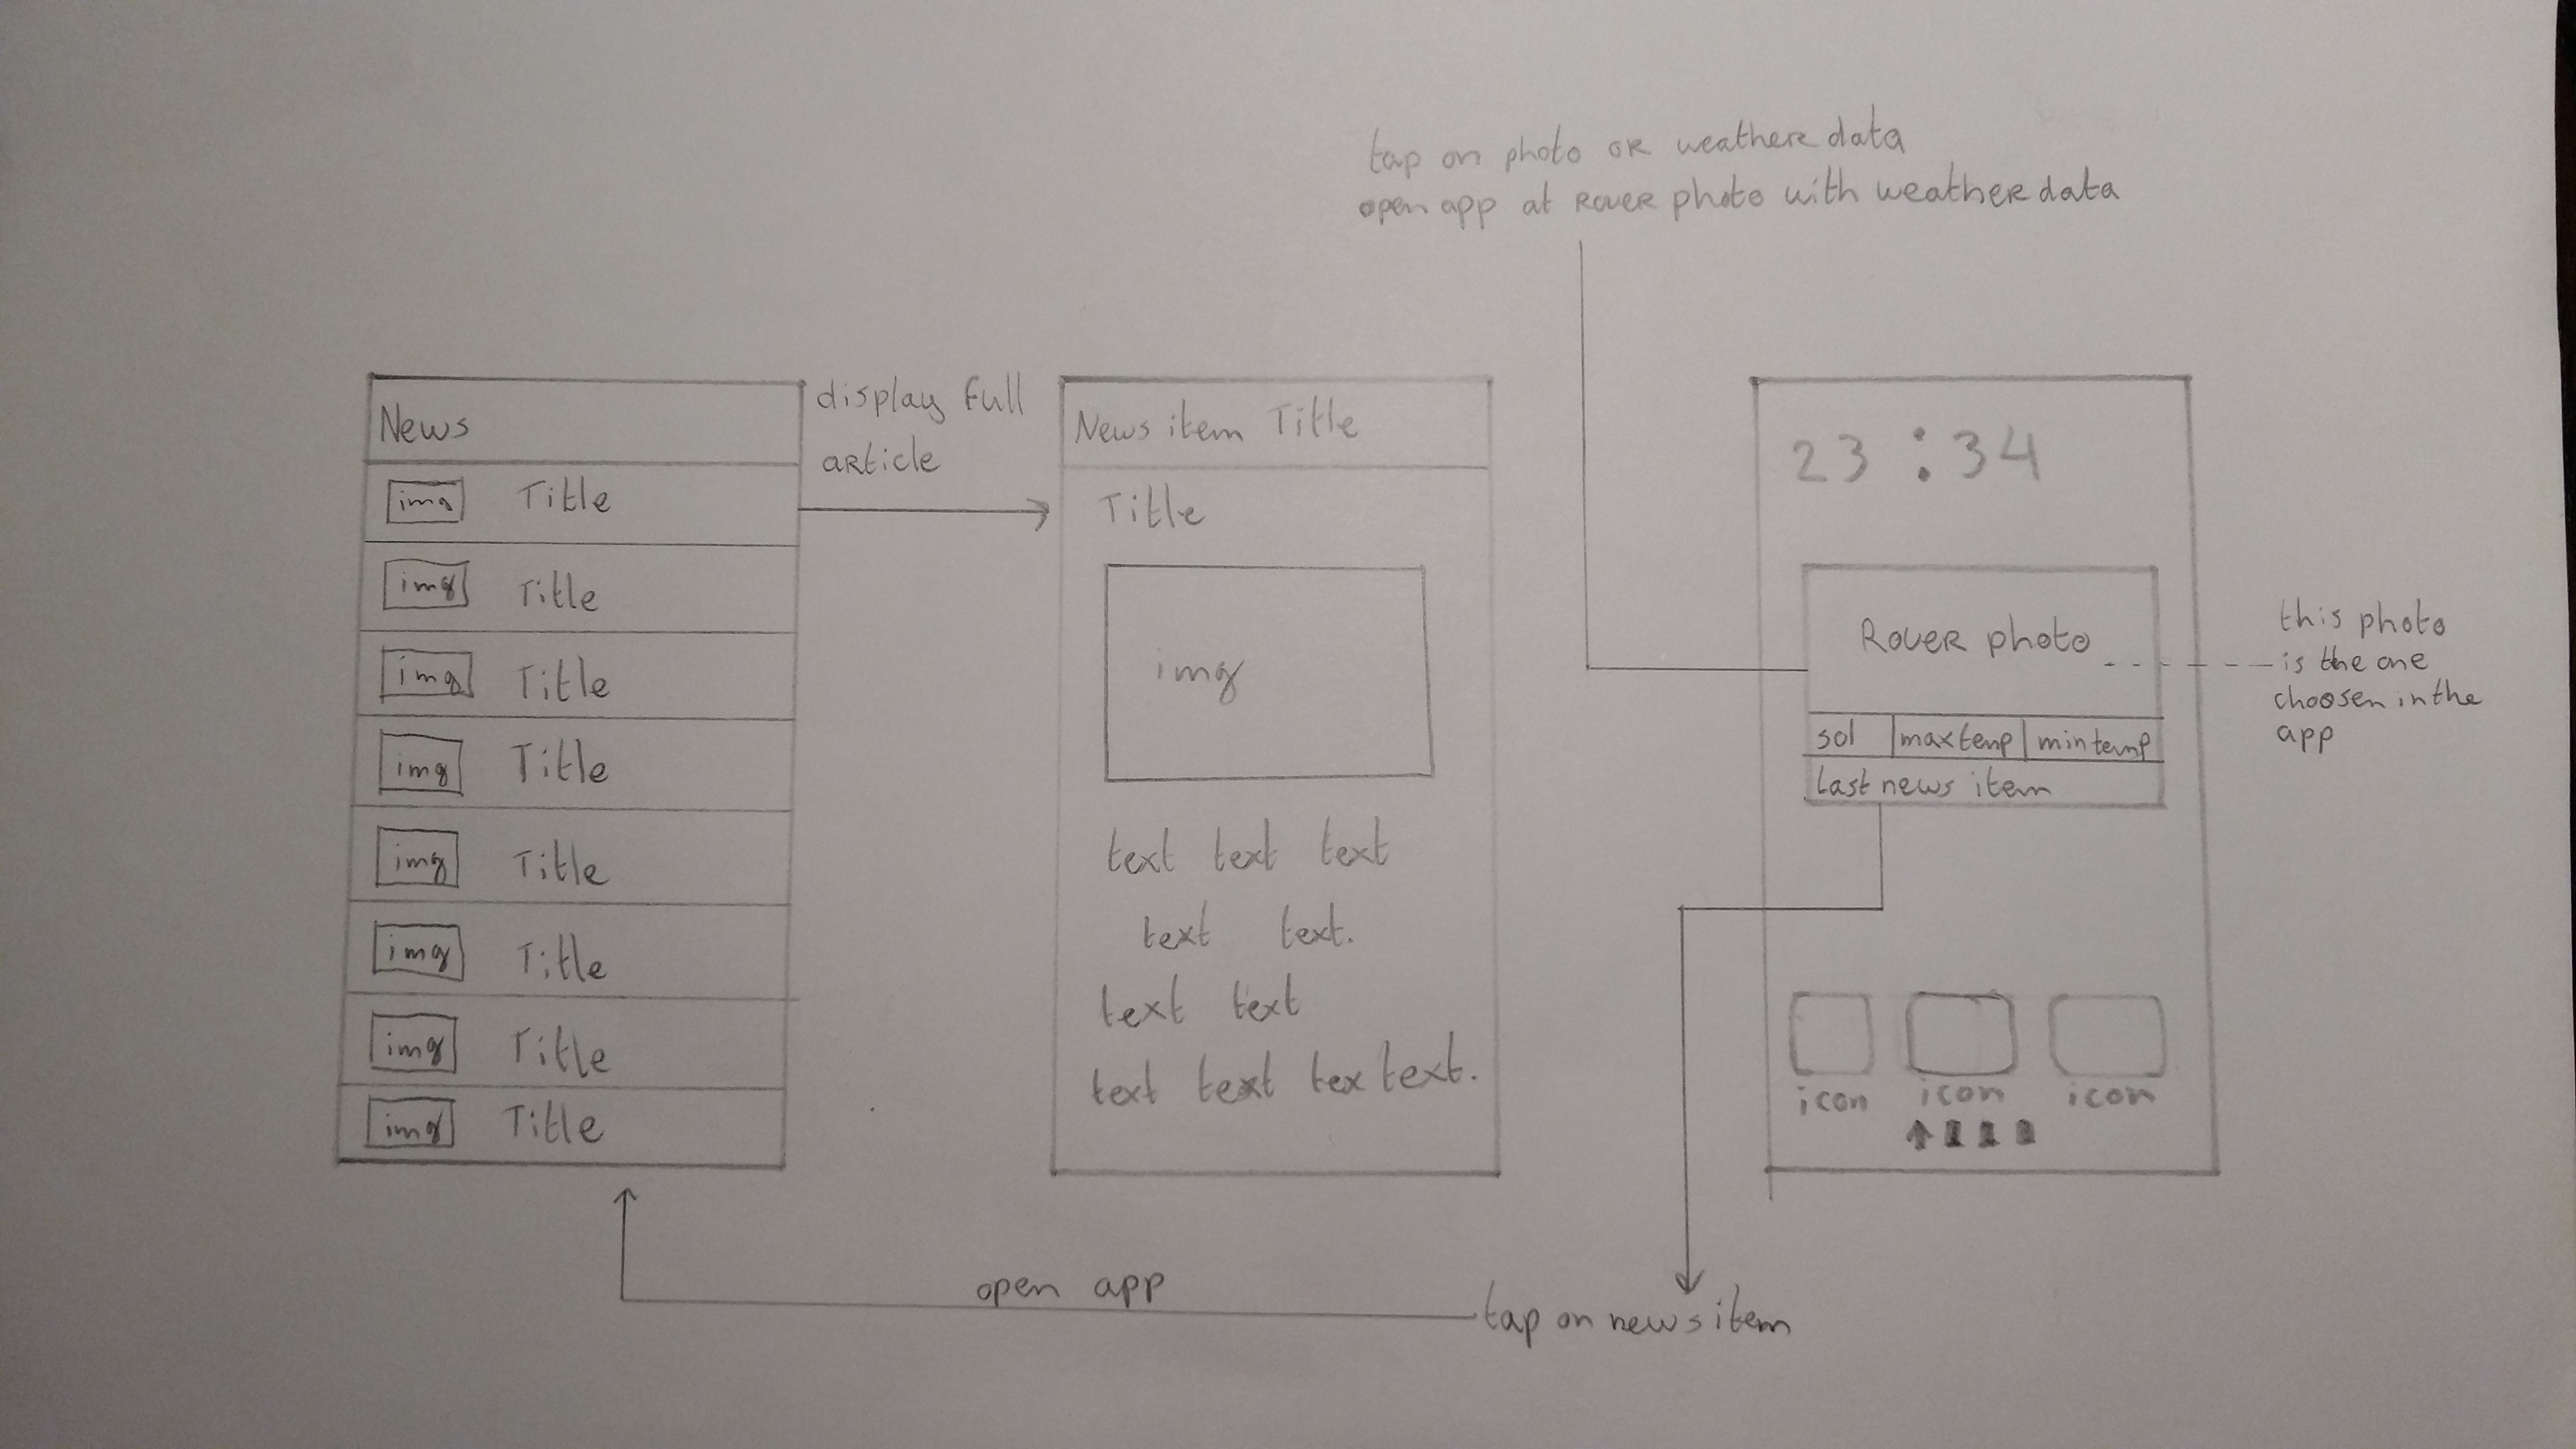 tap on photo or weather data
open app at Rover photo with weather data
News
img Title
img Title
img Title
img Title
img Title
img Title
img Title
img Title
display full
article
News item Title
Title
img
text text text
text text.
text text
text text tex text.
23:34
Rover photo
sol maxtemp mintemp
last news item
icon icon icon
this photo
is the one
choosen in the
app
open app
tap on news item